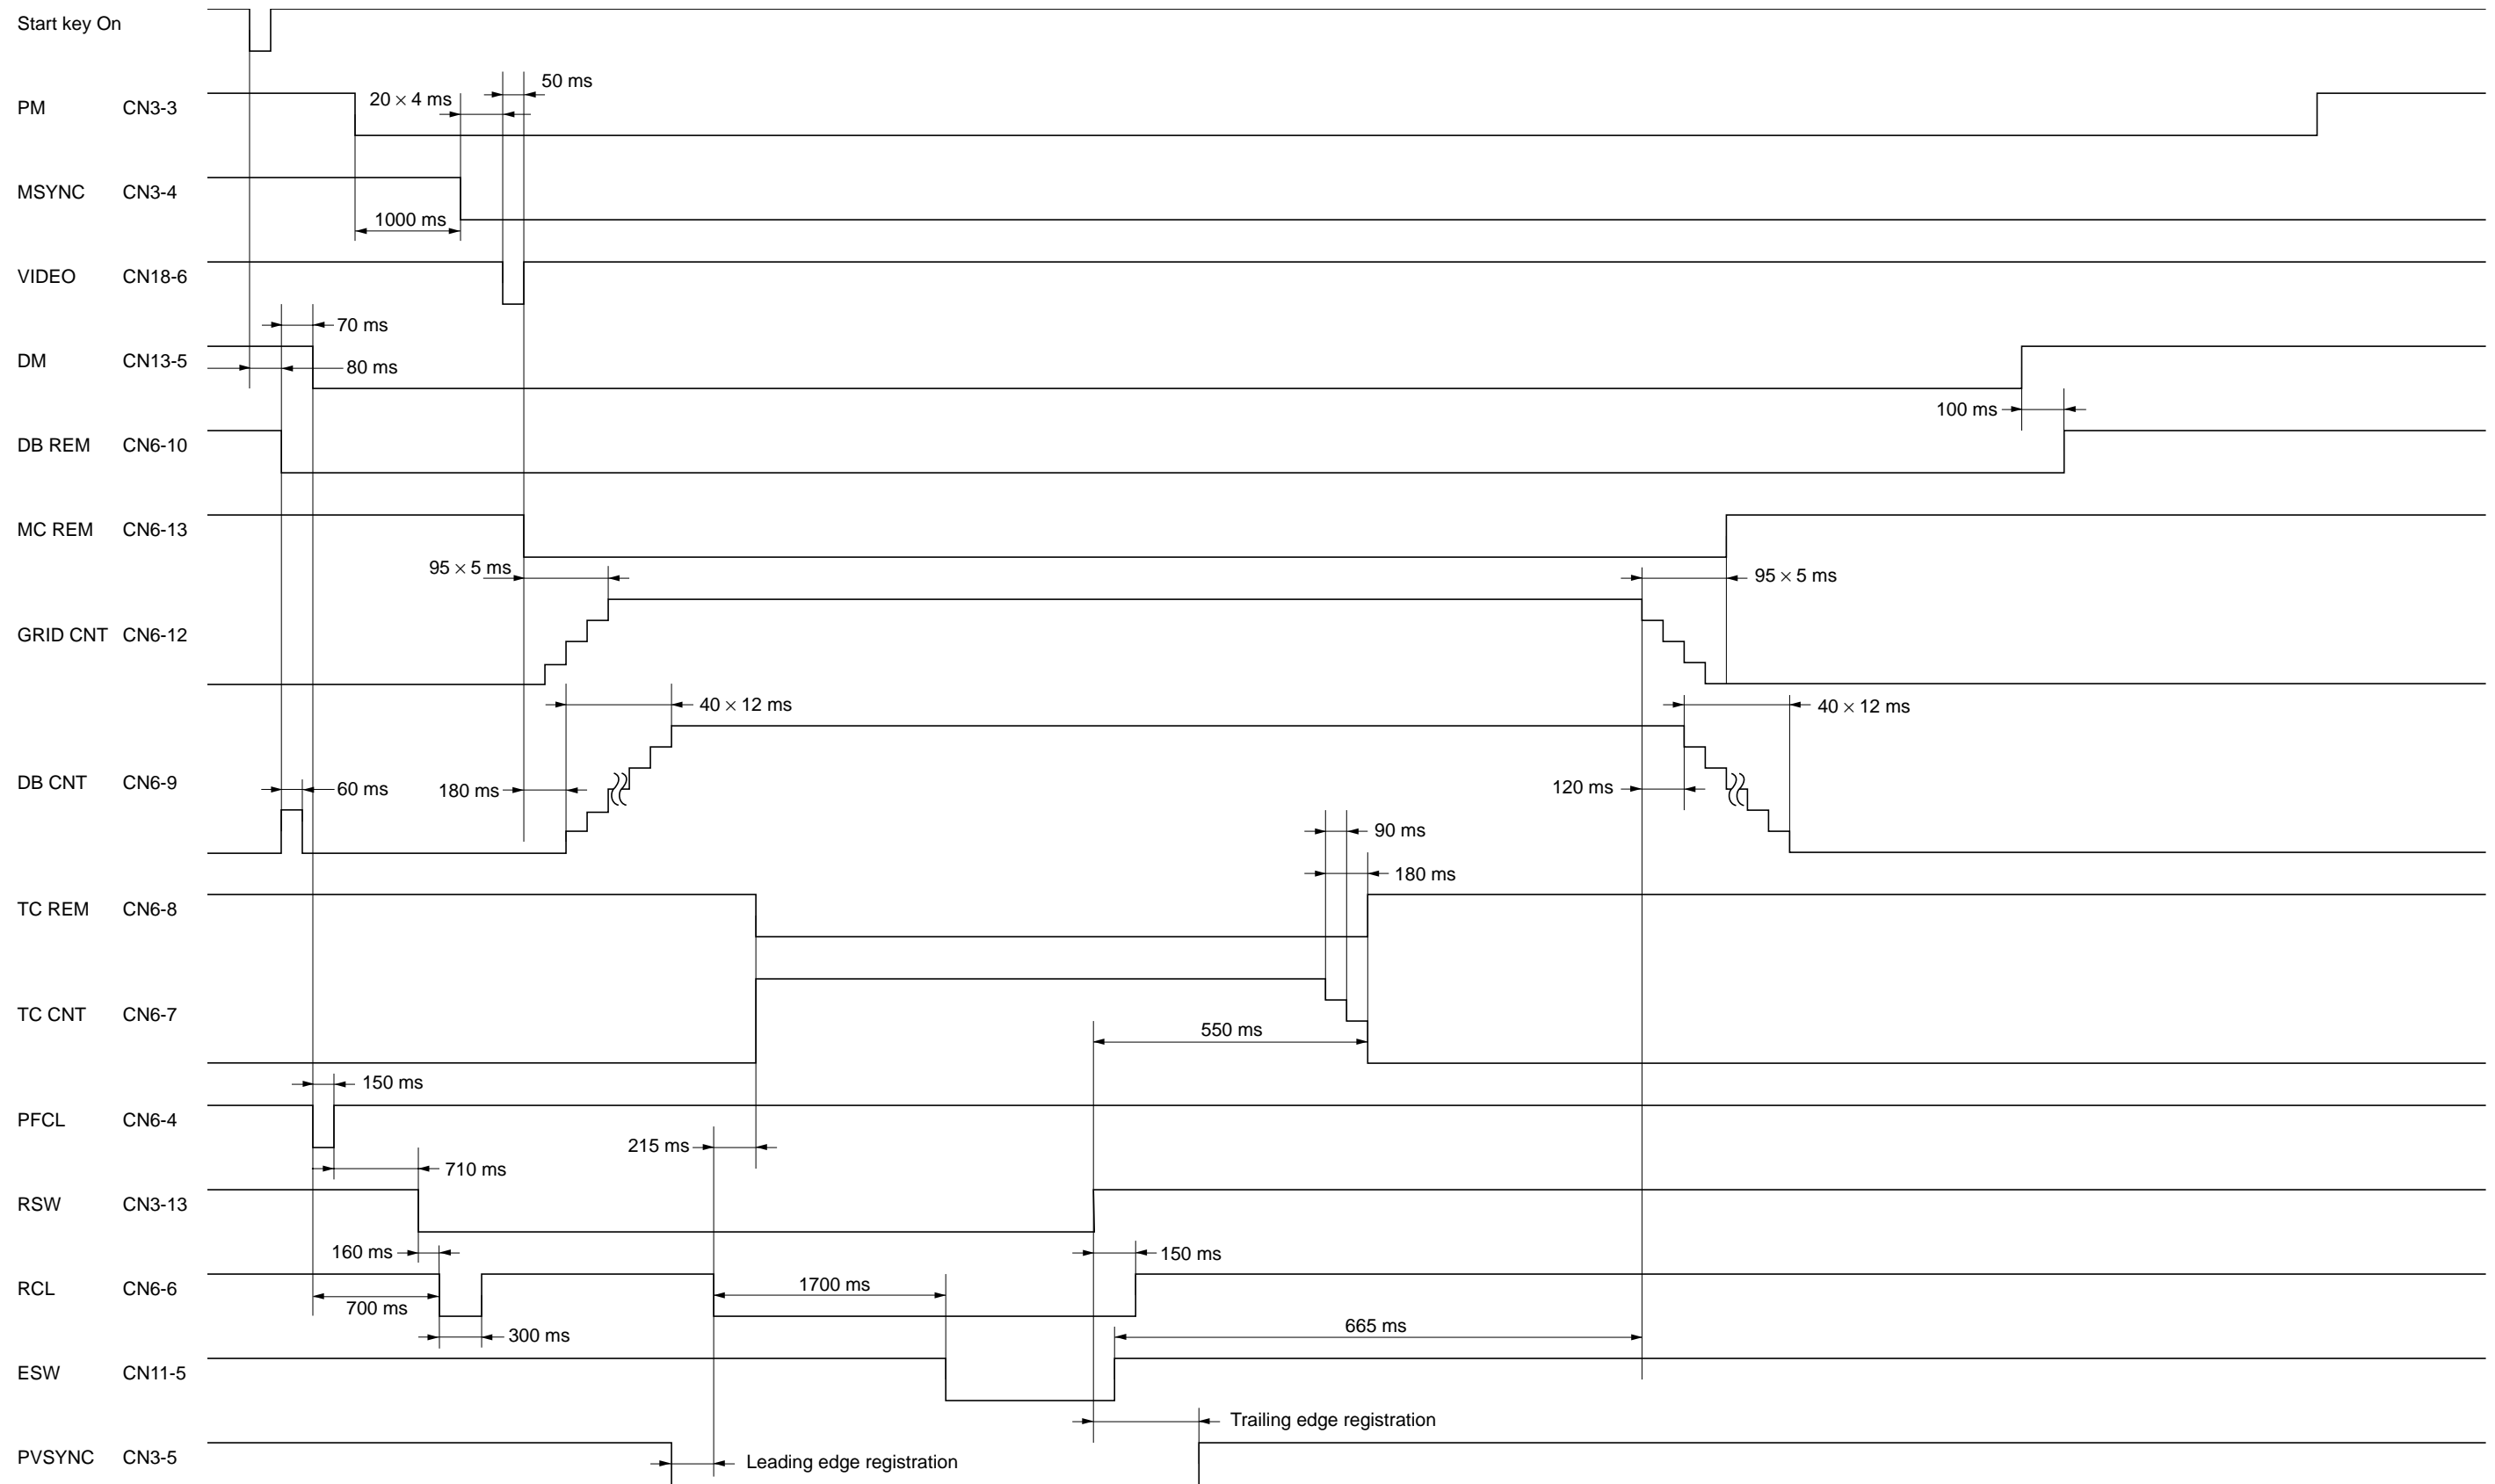 Start key On
50 ms
PM CN3-3
20 × 4 ms
MSYNC CN3-4
1000 ms
VIDEO CN18-6
70 ms
DM CN13-5
80 ms
100 ms
DB REM CN6-10
MC REM CN6-13
95 × 5 ms
95 × 5 ms
GRID CNT CN6-12
40 × 12 ms
40 × 12 ms
DB CNT CN6-9
60 ms
180 ms
120 ms
90 ms
180 ms
TC REM CN6-8
TC CNT CN6-7
550 ms
150 ms
PFCL CN6-4
215 ms
710 ms
RSW CN3-13
160 ms
150 ms
RCL CN6-6
1700 ms
700 ms
300 ms
665 ms
ESW CN11-5
Trailing edge registration
PVSYNC CN3-5
Leading edge registration